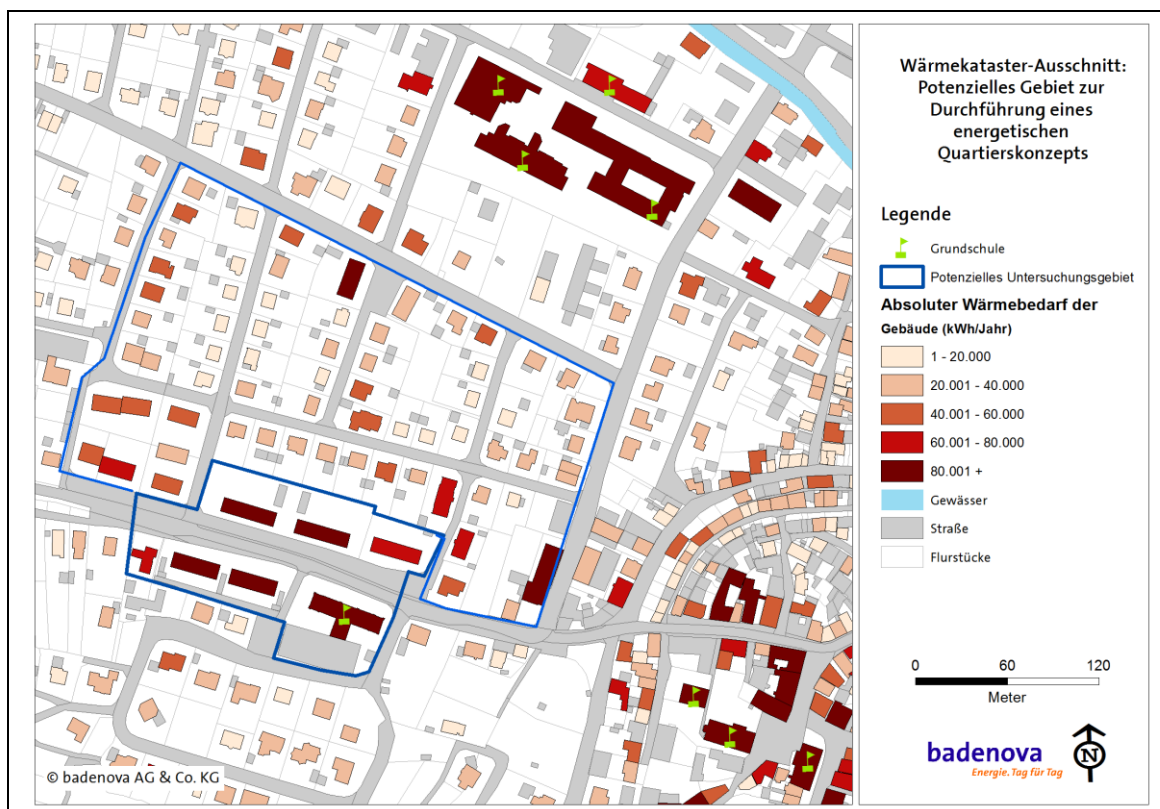 Wärmekataster-Ausschnitt:
Potenzielles Gebiet zur
Durchführung eines
energetischen
Quartierskonzepts
Legende
Grundschule
Potenzielles Untersuchungsgebiet
Absoluter Wärmebedarf der
Gebäude (kWh/Jahr)
1 - 20.000
20.001 - 40.000
40.001 - 60.000
60.001 - 80.000
80.001 +
Gewässer
Straße
Flurstücke
0 60 120
Meter
badenova
Energie. Tag für Tag
N
© badenova AG & Co. KG